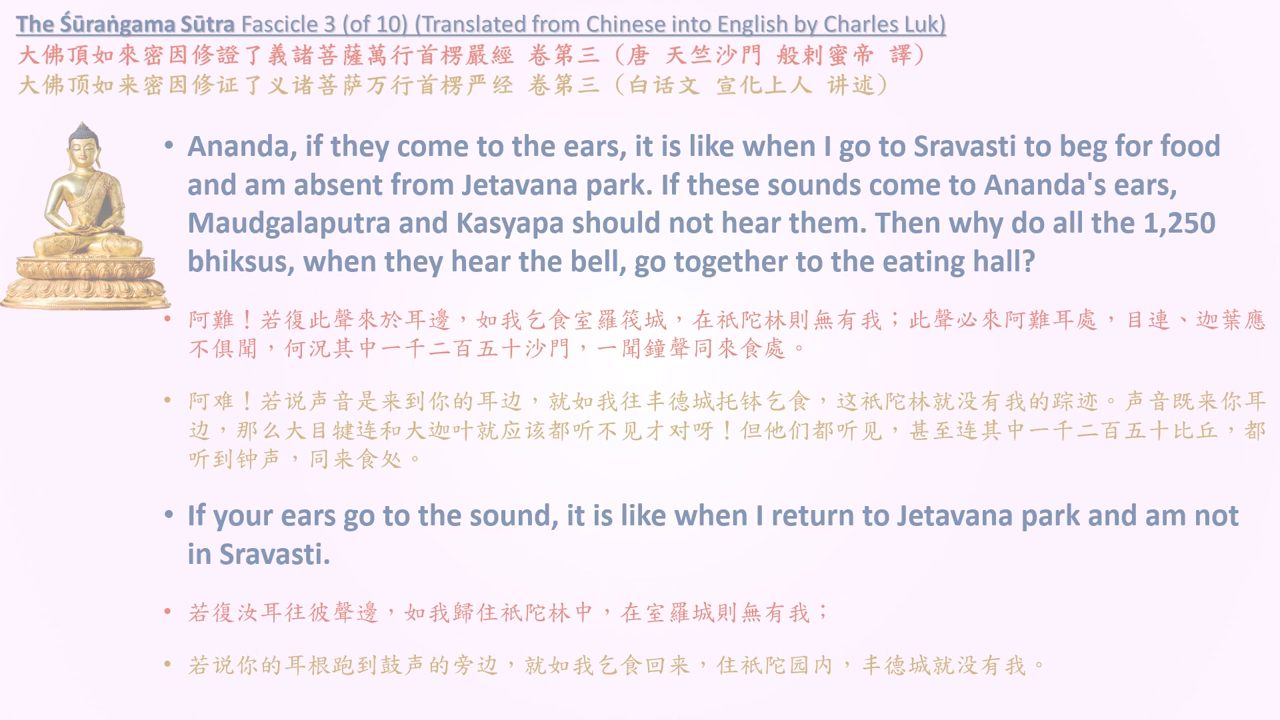 The Śūraṅgama Sūtra Fascicle 3 (of 10) (Translated from Chinese into English by Charles Luk)
大佛頂如來密因修證了義諸菩薩萬行首楞嚴經 卷第三（唐 天竺沙門 般剌蜜帝 譯）
大佛顶如来密因修证了义诸菩萨万行首楞严经 卷第三（白话文 宣化上人 讲述）
• Ananda, if they come to the ears, it is like when I go to Sravasti to beg for food
and am absent from Jetavana park. If these sounds come to Ananda's ears,
Maudgalaputra and Kasyapa should not hear them. Then why do all the 1,250
bhiksus, when they hear the bell, go together to the eating hall?
• 阿難！若復此聲來於耳邊，如我乞食室羅筏城，在祇陀林則無有我；此聲必來阿難耳處，目連、迦葉應
不俱聞，何況其中一千二百五十沙門，一聞鐘聲同來食處。
• 阿难！若说声音是来到你的耳边，就如我往丰德城托钵乞食，这祇陀林就没有我的踪迹。声音既来你耳
边，那么大目犍连和大迦叶就应该都听不见才对呀！但他们都听见，甚至连其中一千二百五十比丘，都
听到钟声，同来食处。
• If your ears go to the sound, it is like when I return to Jetavana park and am not
in Sravasti.
• 若復汝耳往彼聲邊，如我歸住祇陀林中，在室羅城則無有我；
• 若说你的耳根跑到鼓声的旁边，就如我乞食回来，住祇陀园内，丰德城就没有我。